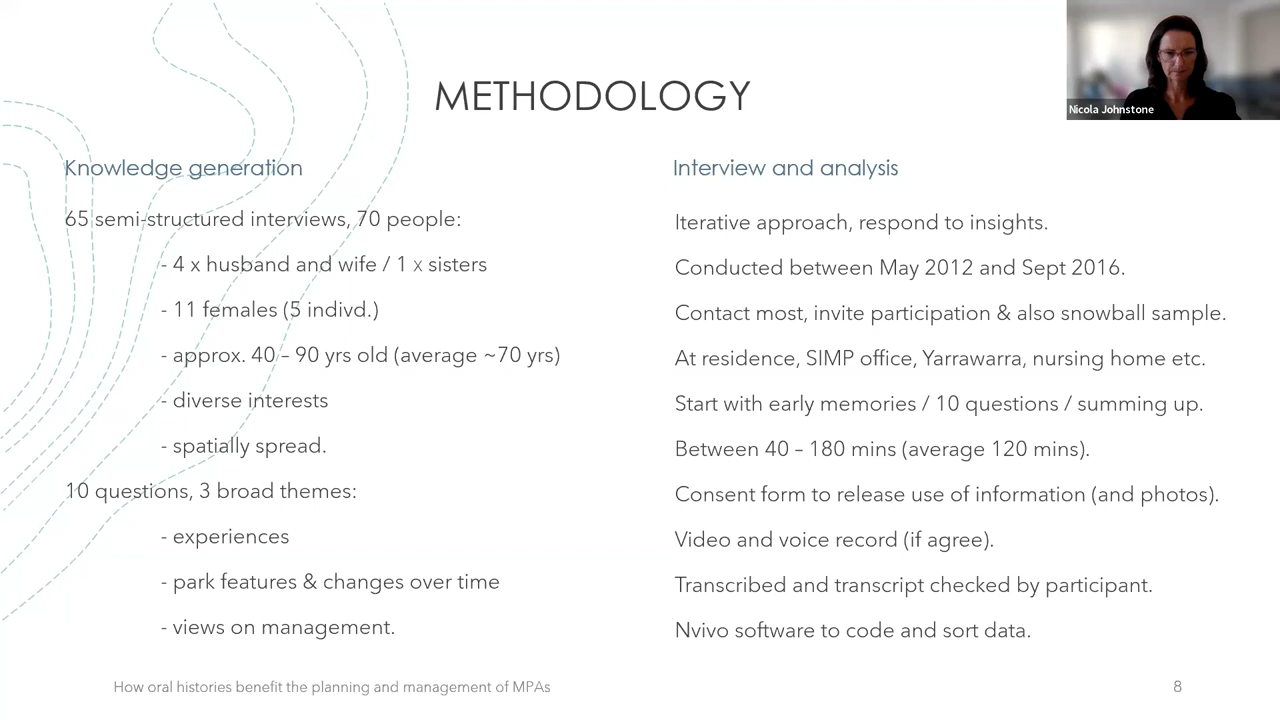 METHODOLOGY
Nicola Johnstone
Knowledge generation
65 semi-structured interviews, 70 people:
- 4 x husband and wife / 1 x sisters
- 11 females (5 indivd.)
- approx. 40 – 90 yrs old (average ~70 yrs)
- diverse interests
- spatially spread.
10 questions, 3 broad themes:
- experiences
- park features & changes over time
- views on management.
Interview and analysis
Iterative approach, respond to insights.
Conducted between May 2012 and Sept 2016.
Contact most, invite participation & also snowball sample.
At residence, SIMP office, Yarrawarra, nursing home etc.
Start with early memories / 10 questions / summing up.
Between 40 – 180 mins (average 120 mins).
Consent form to release use of information (and photos).
Video and voice record (if agree).
Transcribed and transcript checked by participant.
Nvivo software to code and sort data.
How oral histories benefit the planning and management of MPAs
8